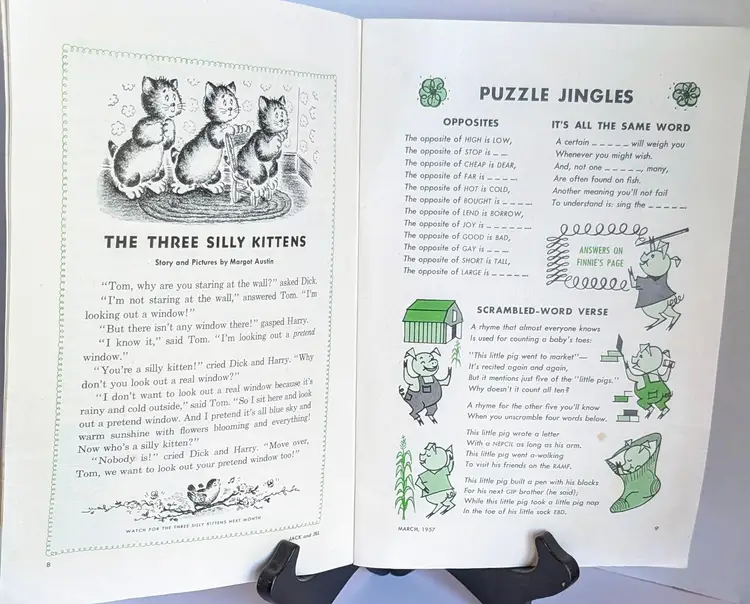 THE THREE SILLY KITTENS
Story and Pictures by Margot Austin
"Tom, why are you staring at the wall?" asked Dick.
"I'm not staring at the wall," answered Tom. "I'm
looking out a window!"
"But there isn't any window there!" gasped Harry.
"I know it," said Tom. "I'm looking out a pretend
window."
"You're a silly kitten!" cried Dick and Harry. "Why
don't you look out a real window?"
"I don't want to look out a real window because it's
rainy and cold outside," said Tom. "So I sit here and look
out a pretend window. And I pretend it's all blue sky and
warm sunshine with flowers blooming and everything!
Now who's a silly kitten?"
"Nobody is!" cried Dick and Harry. "Move over,
Tom, we want to look out your pretend window too!"
WATCH FOR THE THREE SILLY KITTENS NEXT MONTH
JACK and JILL
8
PUZZLE JINGLES
OPPOSITES
The opposite of HIGH is LOW,
The opposite of STOP is _ _
The opposite of CHEAP is DEAR,
The opposite of FAR is _ _ _ _.
The opposite of HOT is COLD,
The opposite of BOUGHT is _ _ _ _.
The opposite of LEND is BORROW,
The opposite of JOY is _ _ _ _ _ _.
The opposite of GOOD is BAD,
The opposite of GAY is _ _ _.
The opposite of SHORT is TALL,
The opposite of LARGE is _ _ _ _ _.
IT'S ALL THE SAME WORD
A certain _ _ _ _ _ will weigh you
Whenever you might wish.
And, not one _ _ _ _ _, many,
Are often found on fish.
Another meaning you'll not fail
To understand is: sing the _ _ _ _ _.
ANSWERS ON
FINNIE'S PAGE
SCRAMBLED-WORD VERSE
A rhyme that almost everyone knows
Is used for counting a baby's toes:
"This little pig went to market"—
It's recited again and again,
But it mentions just five of the "little pigs."
Why doesn't it count all ten?
A rhyme for the other five you'll know
When you unscramble four words below.
This little pig wrote a letter
With a NEPCIL as long as his arm.
This little pig went a-walking
To visit his friends on the RAMF.
This little pig built a pen with his blocks
For his next GIP brother (he said);
While this little pig took a little pig nap
In the toe of his little sock EBD.
MARCH, 1957
9